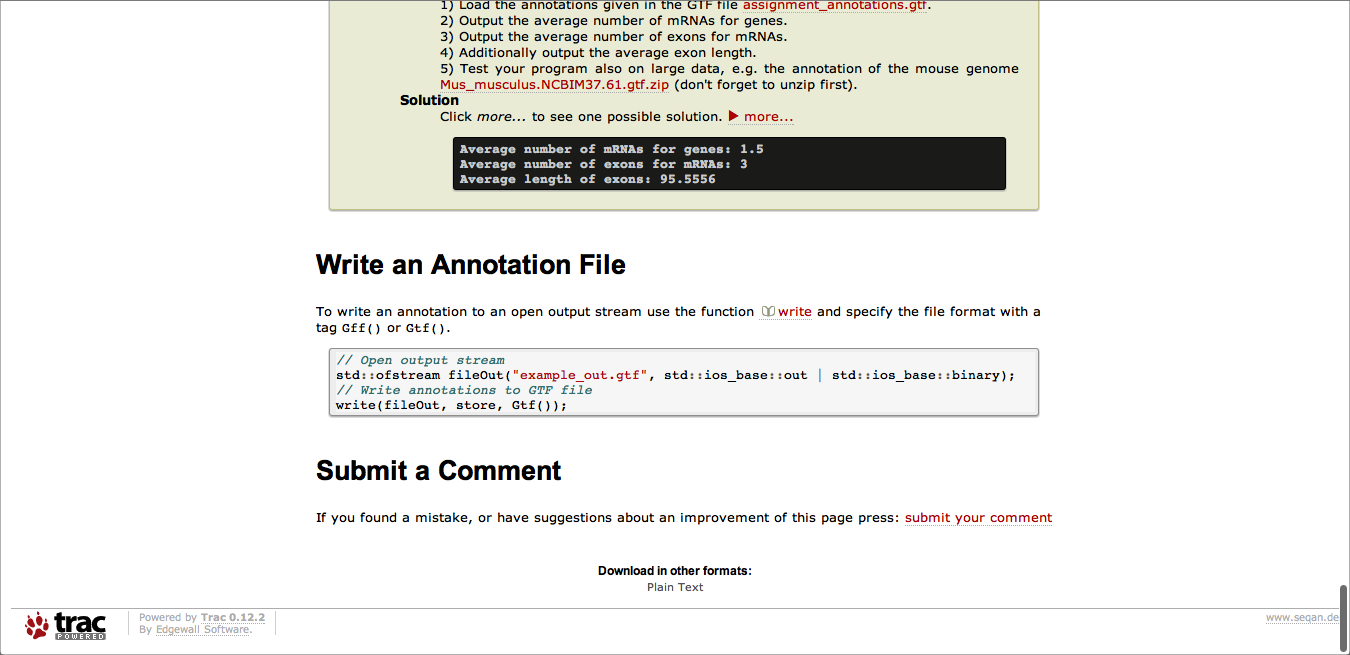 1) Load the annotations given in the GTF file assignment_annotations.gtf.
2) Output the average number of mRNAs for genes.
3) Output the average number of exons for mRNAs.
4) Additionally output the average exon length.
5) Test your program also on large data, e.g. the annotation of the mouse genome
Mus_musculus.NCBIM37.61.gtf.zip (don't forget to unzip first).
Solution
Click more... to see one possible solution. ▶ more...
Average number of mRNAs for genes: 1.5
Average number of exons for mRNAs: 3
Average length of exons: 95.5556
Write an Annotation File
To write an annotation to an open output stream use the function write and specify the file format with a
tag Gff() or Gtf().
// Open output stream
std::ofstream fileOut("example_out.gtf", std::ios_base::out | std::ios_base::binary);
// Write annotations to GTF file
write(fileOut, store, Gtf());
Submit a Comment
If you found a mistake, or have suggestions about an improvement of this page press: submit your comment
Download in other formats:
Plain Text
trac
POWERED
Powered by Trac 0.12.2
By Edgewall Software.
www.seqan.de